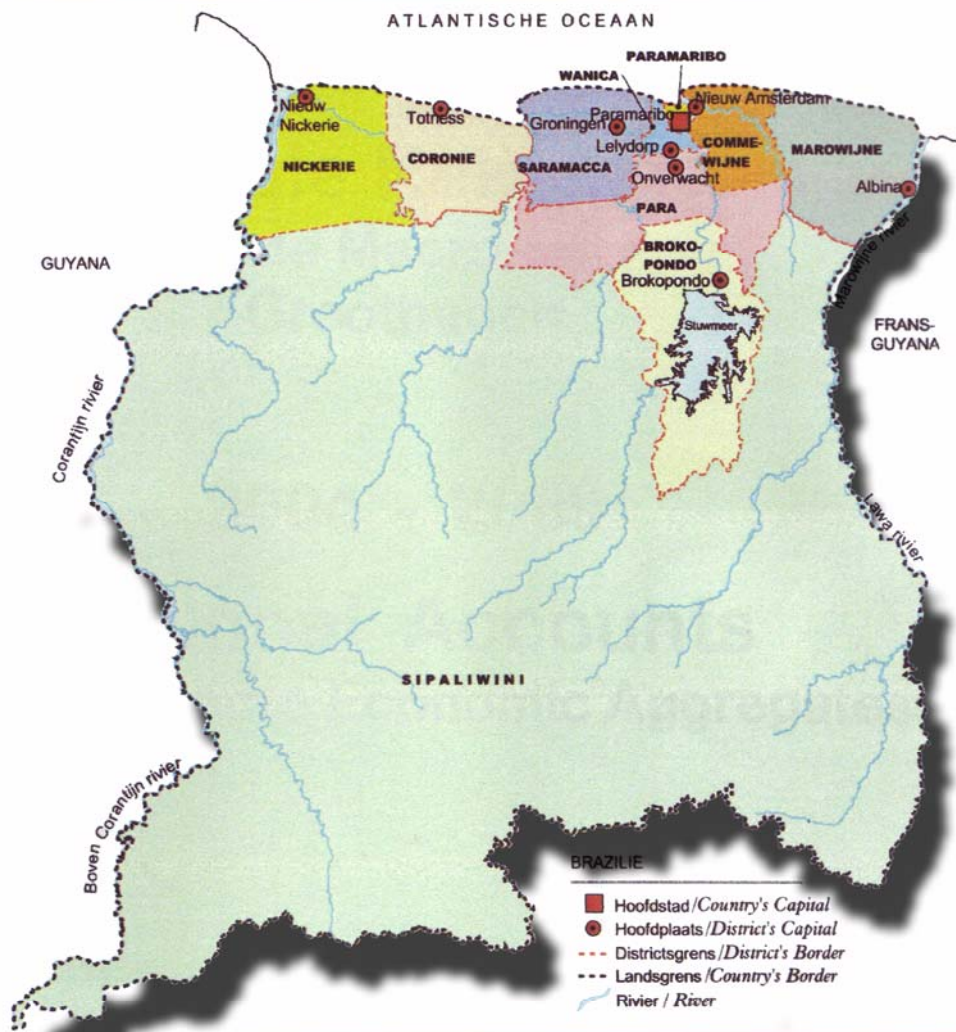 ATLANTISCHE OCEAAN
PARAMARIBO
WANICA
Nieuw
Nickerie
Totness
Groningen
Paramaribo
Nieuw Amsterdam
Lelydorp
COMME-
WIJNE
MAROWIJNE
NICKERIE
CORONIE
SARAMACCA
Onverwacht
Albina
PARA
GUYANA
BROKO-
PONDO
Brokopondo
Marowijne rivier
Stuwmeer
FRANS-
GUYANA
Corantijn rivier
Lawa rivier
SIPALIWINI
Boven Corantijn rivier
BRAZILIE
Hoofdstad/Country's Capital
Hoofdplaats/District's Capital
Districtsgrens/District's Border
Landsgrens/Country's Border
Rivier / River